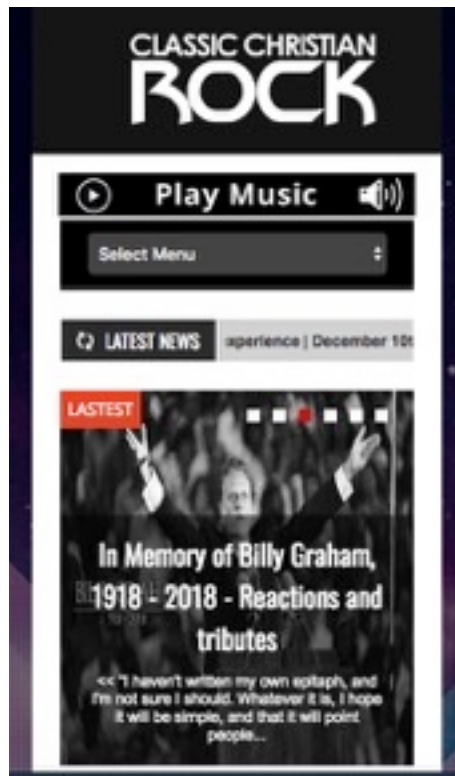 CLASSIC CHRISTIAN
ROCK
Play Music
Select Menu
LATEST NEWS
xperience | December 10t
LASTEST
In Memory of Billy Graham,
1918 - 2018 - Reactions and
tributes
<< "I haven't written my own epitaph, and
I'm not sure I should. Whatever it is, I hope
it will be simple, and that it will point
people...